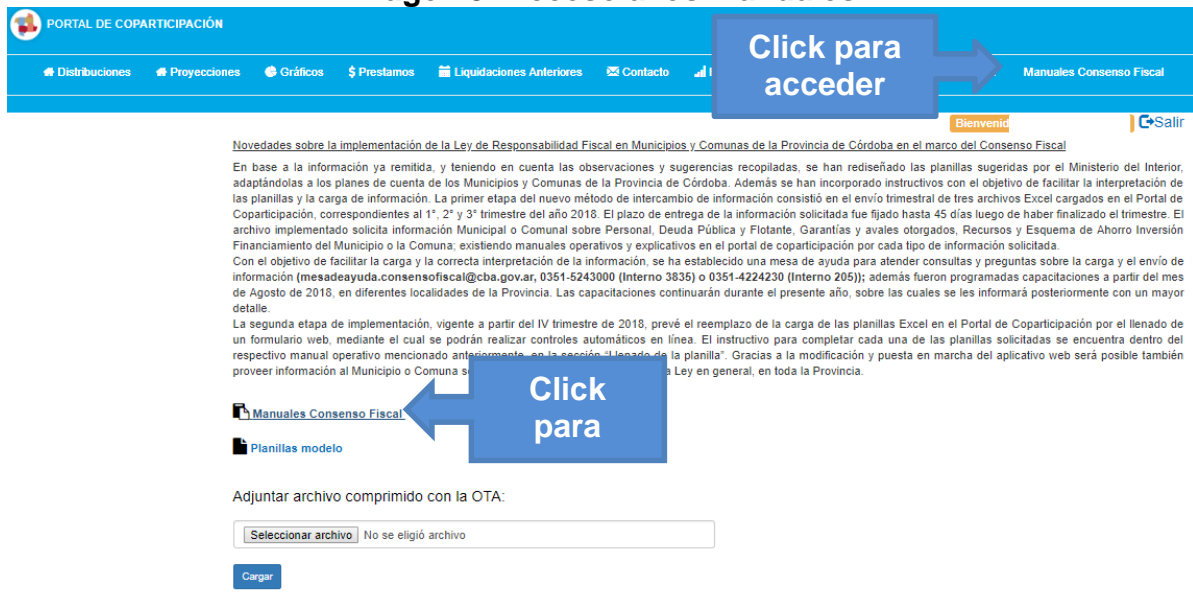 PORTAL DE COPARTICIPACIÓN
Click para
acceder
Distribuciones Proyecciones Gráficos $ Prestamos Liquidaciones Anteriores Contacto Manuales Consenso Fiscal
Bienvenid Salir
Novedades sobre la implementación de la Ley de Responsabilidad Fiscal en Municipios y Comunas de la Provincia de Córdoba en el marco del Consenso Fiscal
En base a la información ya remitida, y teniendo en cuenta las observaciones y sugerencias recopiladas, se han rediseñado las planillas sugeridas por el Ministerio del Interior,
adaptándolas a los planes de cuenta de los Municipios y Comunas de la Provincia de Córdoba. Además se han incorporado instructivos con el objetivo de facilitar la interpretación de
las planillas y la carga de información. La primer etapa del nuevo método de intercambio de información consistió en el envío trimestral de tres archivos Excel cargados en el Portal de
Coparticipación, correspondientes al 1°, 2° y 3° trimestre del año 2018. El plazo de entrega de la información solicitada fue fijado hasta 45 días luego de haber finalizado el trimestre. El
archivo implementado solicita información Municipal o Comunal sobre Personal, Deuda Pública y Flotante, Garantías y avales otorgados, Recursos y Esquema de Ahorro Inversión
Financiamiento del Municipio o la Comuna; existiendo manuales operativos y explicativos en el portal de coparticipación por cada tipo de información solicitada.
Con el objetivo de facilitar la carga y la correcta interpretación de la información, se ha establecido una mesa de ayuda para atender consultas y preguntas sobre la carga y el envío de
información (mesadeayuda.consensofiscal@cba.gov.ar, 0351-5243000 (Interno 3835) o 0351-4224230 (Interno 205)); además fueron programadas capacitaciones a partir del mes
de Agosto de 2018, en diferentes localidades de la Provincia. Las capacitaciones continuarán durante el presente año, sobre las cuales se les informará posteriormente con un mayor
detalle.
La segunda etapa de implementación, vigente a partir del IV trimestre de 2018, prevé el reemplazo de la carga de las planillas Excel en el Portal de Coparticipación por el llenado de
un formulario web, mediante el cual se podrán realizar controles automáticos en línea. El instructivo para completar cada una de las planillas solicitadas se encuentra dentro del
respectivo manual operativo mencionado anteriormente, en la sección "Llenado de la planilla". Gracias a la modificación y puesta en marcha del aplicativo web será posible también
proveer información al Municipio o Comuna a Ley en general, en toda la Provincia.
Click
para
Manuales Consenso Fiscal
Planillas modelo
Adjuntar archivo comprimido con la OTA:
Seleccionar archivo No se eligió archivo
Cargar